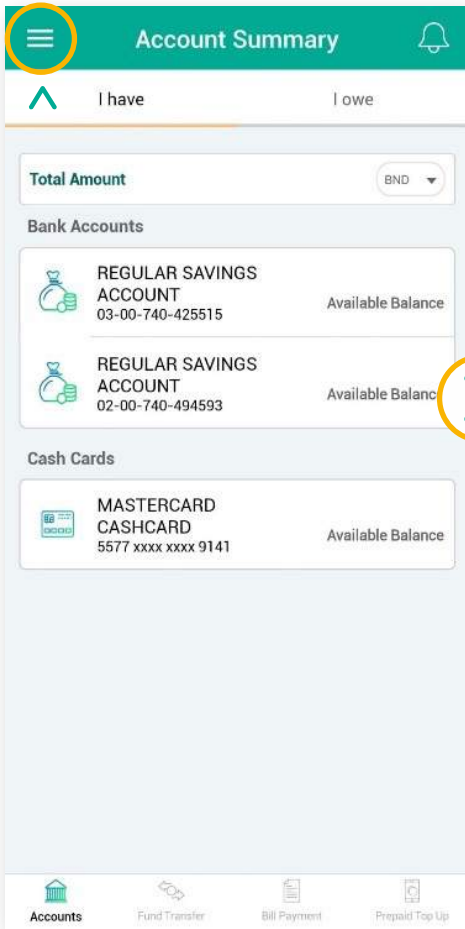 Account Summary
I have
I owe
Total Amount
BND
Bank Accounts
REGULAR SAVINGS
ACCOUNT
03-00-740-425515
Available Balance
REGULAR SAVINGS
ACCOUNT
02-00-740-494593
Available Balanc
Cash Cards
MASTERCARD
CASHCARD
5577 xxxx xxxx 9141
Available Balance
Accounts
Fund Transfer
Bill Payment
Prepaid Top Up